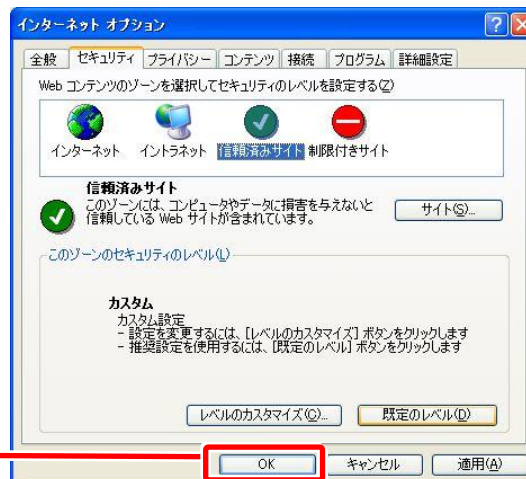 インターネット オプション
全般 セキュリティ プライバシー コンテンツ 接続 プログラム 詳細設定
Web コンテンツのゾーンを選択してセキュリティのレベルを設定する(Z)
インターネット イントラネット 信頼済みサイト 制限付きサイト
信頼済みサイト
このゾーンには、コンピュータやデータに損害を与えないと
信頼している Web サイトが含まれています。
サイト(S)...
このゾーンのセキュリティのレベル(L)
カスタム
カスタム設定
- 設定を変更するには、[レベルのカスタマイズ] ボタンをクリックします
- 推奨設定を使用するには、[既定のレベル] ボタンをクリックします
レベルのカスタマイズ(C)... 既定のレベル(D)
OK キャンセル 適用(A)